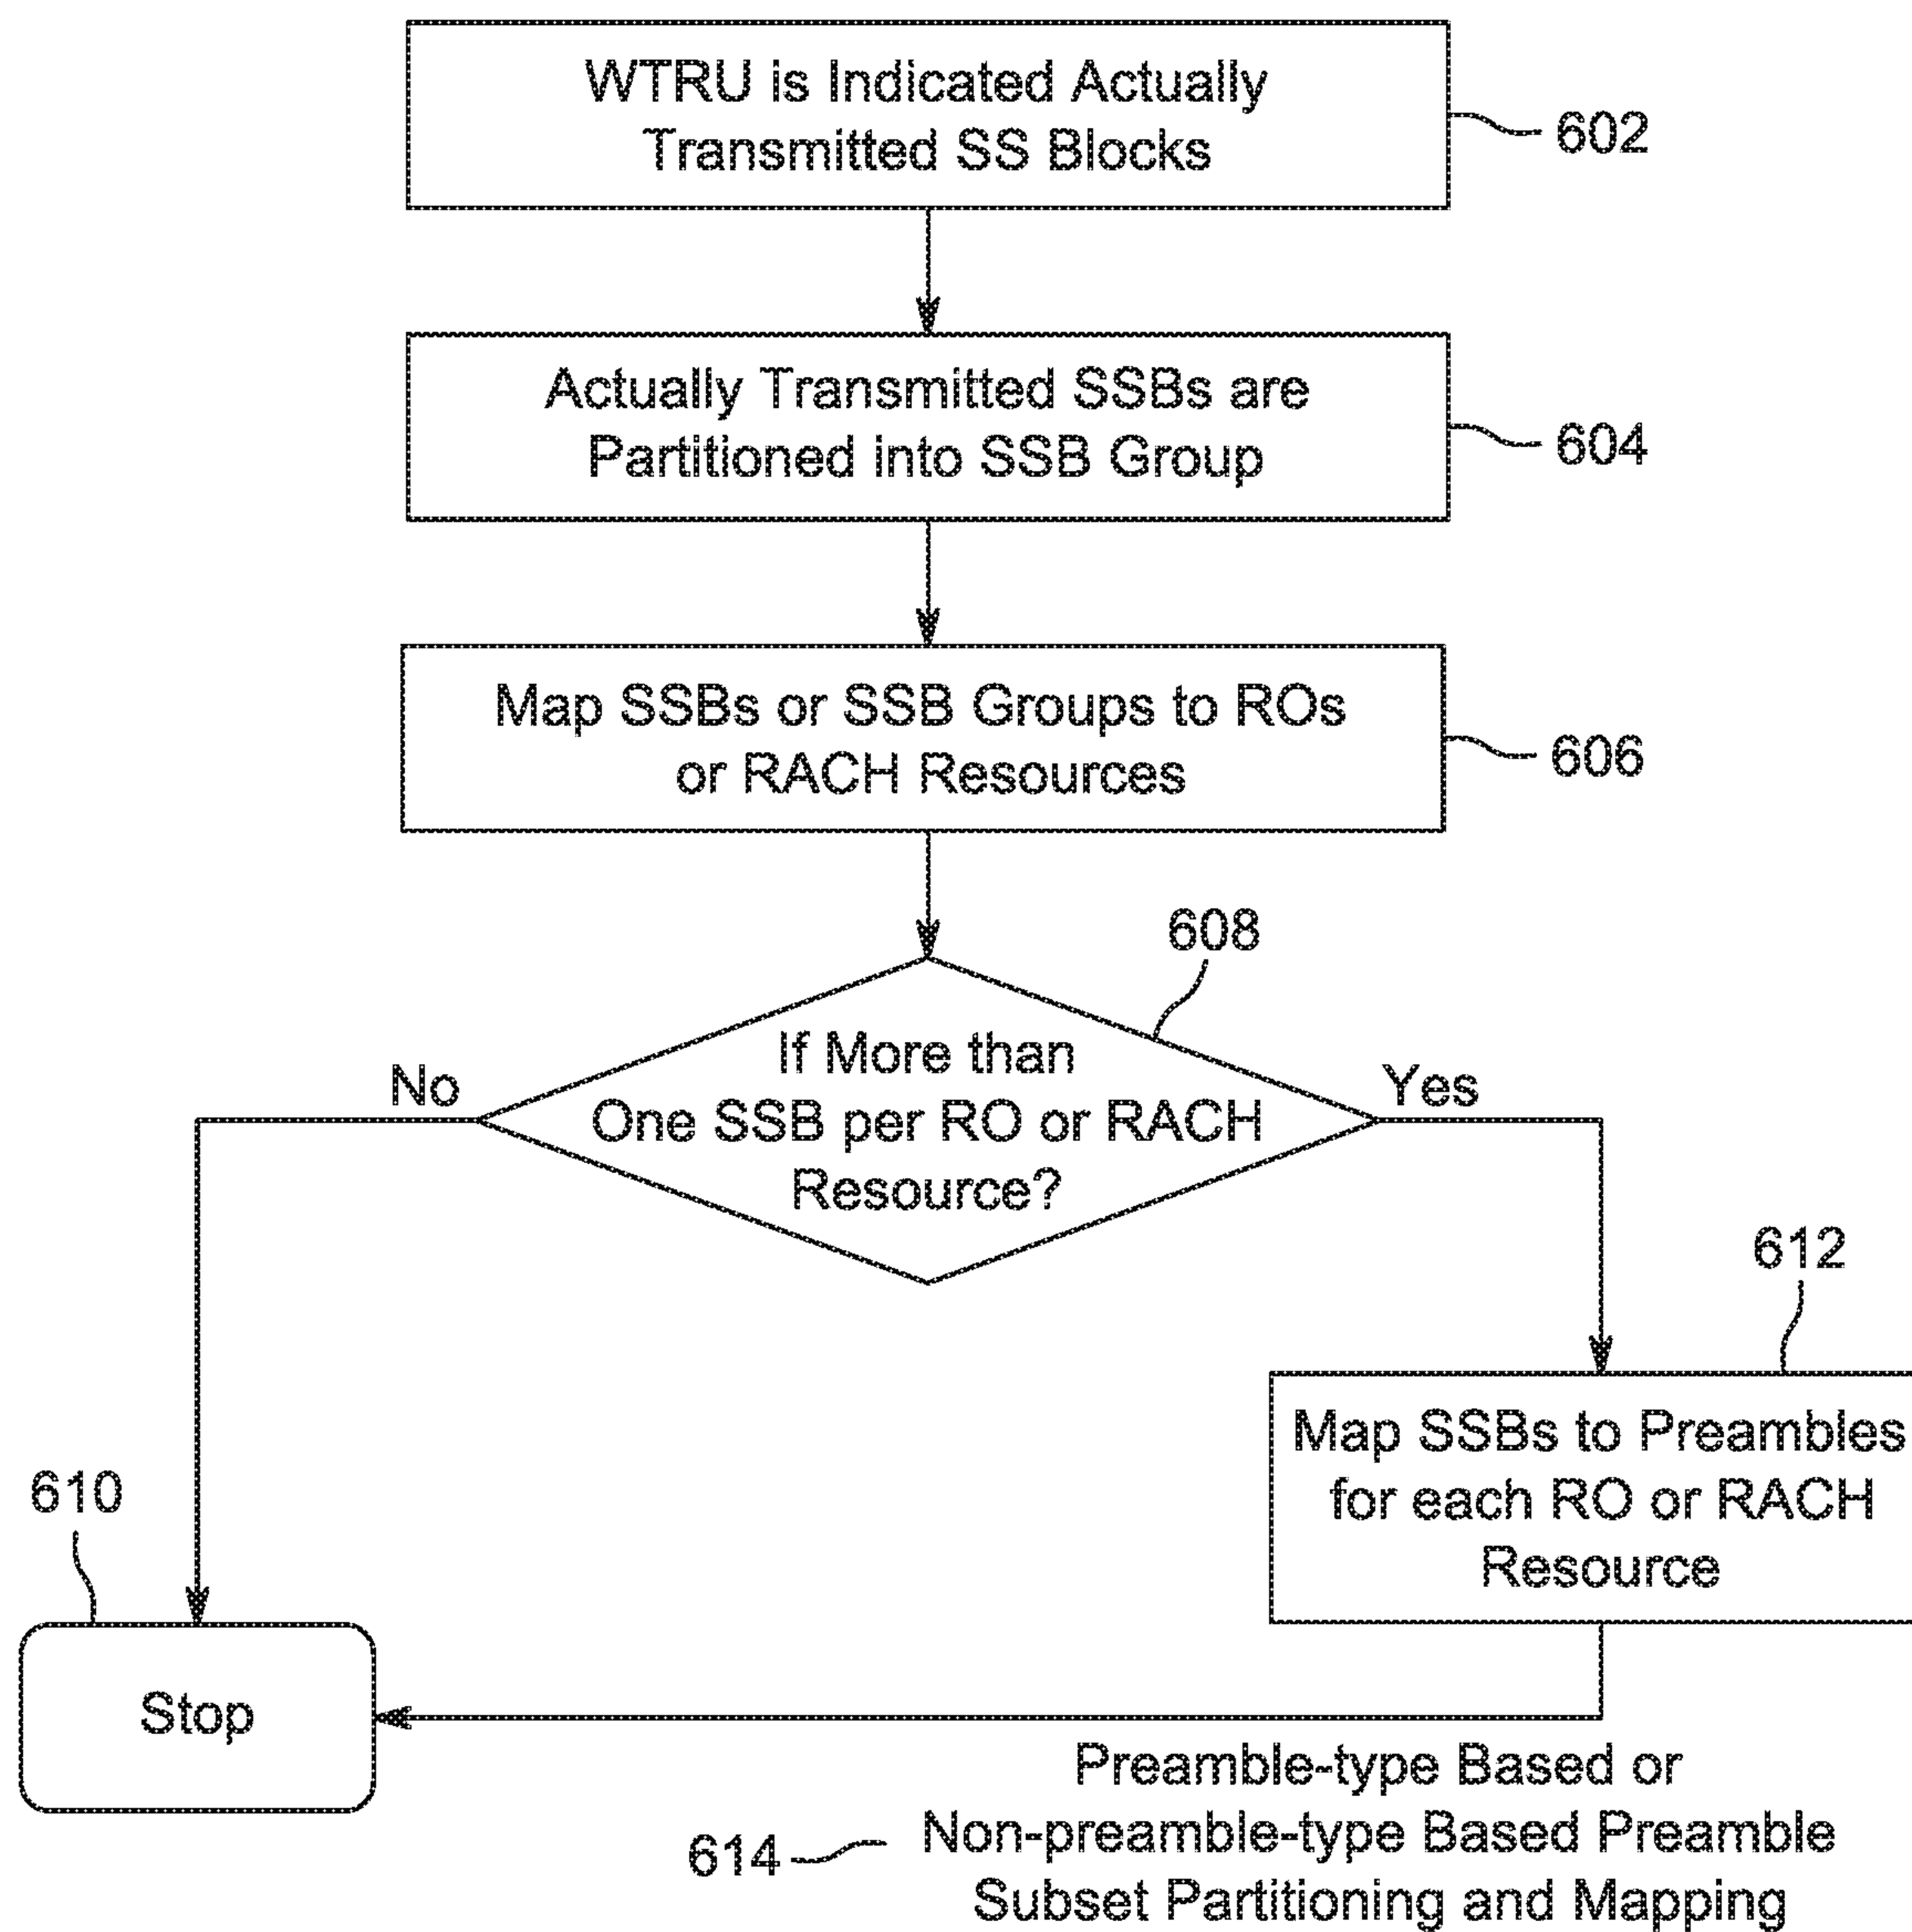 WTRU is Indicated Actually
Transmitted SS Blocks
602
Actually Transmitted SSBs are
Partitioned into SSB Group
604
Map SSBs or SSB Groups to ROs
or RACH Resources
606
608
If More than
One SSB per RO or RACH
Resource?
No
Yes
612
Map SSBs to Preambles
for each RO or RACH
Resource
610
Stop
Preamble-type Based or
Non-preamble-type Based Preamble
Subset Partitioning and Mapping
614